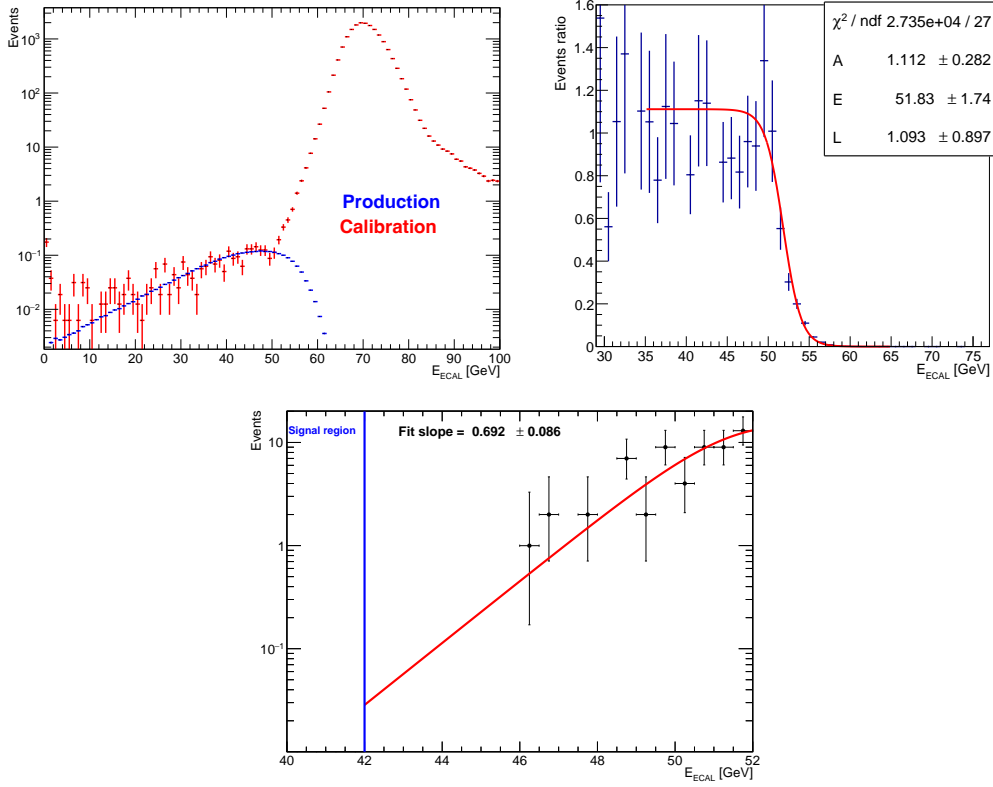 Events
10³
10²
10
1
10⁻¹
10⁻²
Production
Calibration
0 10 20 30 40 50 60 70 80 90 100
E_ECAL [GeV]
Events ratio
1.6
1.4
1.2
1
0.8
0.6
0.4
0.2
0
χ² / ndf 2.735e+04 / 27
A 1.112 ± 0.282
E 51.83 ± 1.74
L 1.093 ± 0.897
30 35 40 45 50 55 60 65 70 75
E_ECAL [GeV]
Events
10
1
10⁻¹
Signal region
Fit slope = 0.692 ± 0.086
40 42 44 46 48 50 52
E_ECAL [GeV]